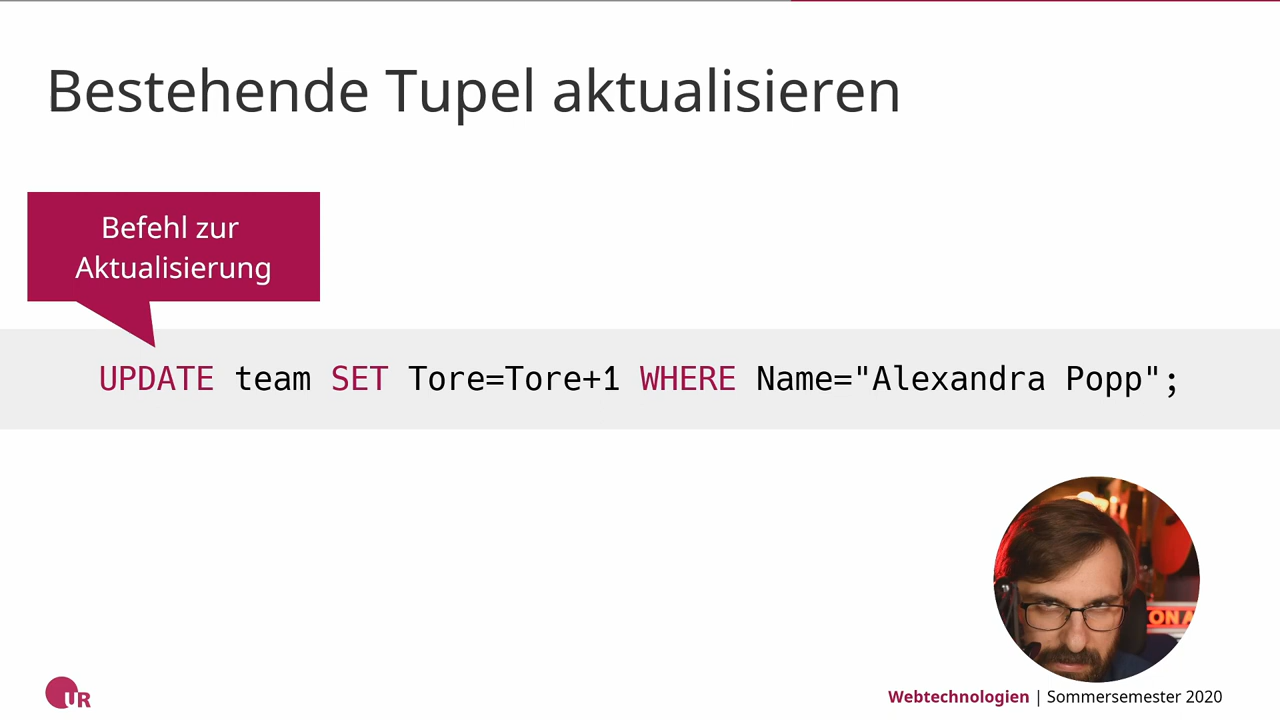 Bestehende Tupel aktualisieren
Befehl zur
Aktualisierung
UPDATE team SET Tore=Tore+1 WHERE Name="Alexandra Popp";
ON A
UR
Webtechnologien | Sommersemester 2020